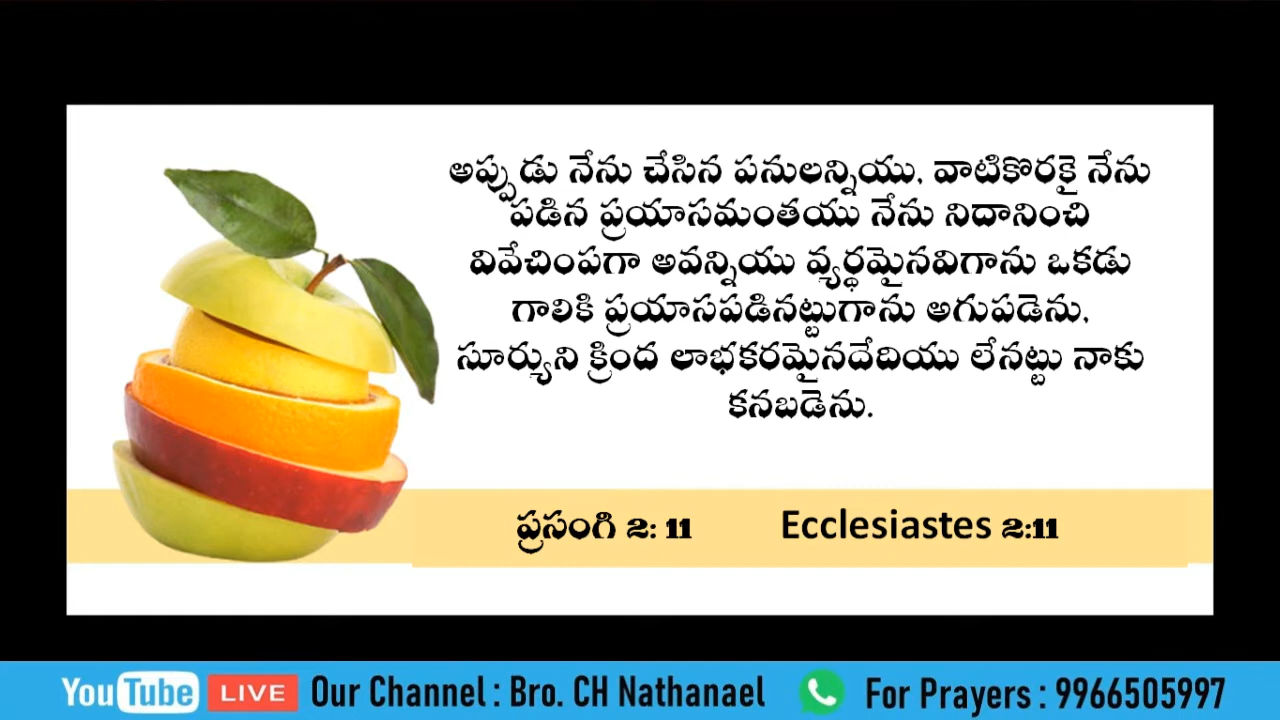 అప్పుడు నేను చేసిన పనులన్నియు, వాటికొరకై నేను
పడిన ప్రయాసమంతయు నేను నిదానించి
వివేచింపగా అవన్నియు వ్యర్థమైనవిగాను ఒకడు
గాలికి ప్రయాసపడినట్టుగాను అగుపడెను,
సూర్యుని క్రింద లాభకరమైనదేదియు లేనట్టు నాకు
కనబడెను.
ప్రసంగి 2: 11 Ecclesiastes 2:11
YouTube LIVE Our Channel : Bro. CH Nathanael For Prayers : 9966505997